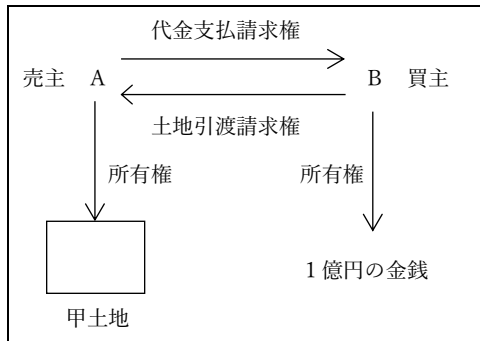 代金支払請求権
売主 A B 買主
土地引渡請求権
所有権 所有権
1億円の金銭
甲土地